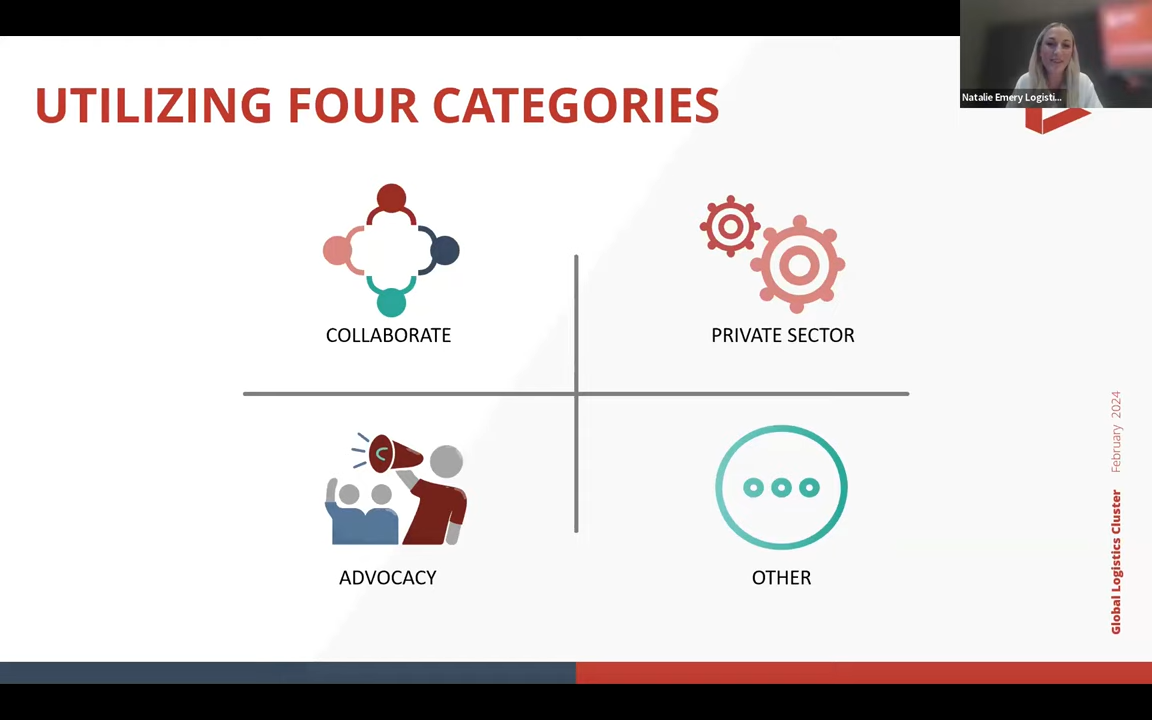 UTILIZING FOUR CATEGORIES
Natalie Emery Logisti...
COLLABORATE
PRIVATE SECTOR
ADVOCACY
OTHER
Global Logistics Cluster February 2024